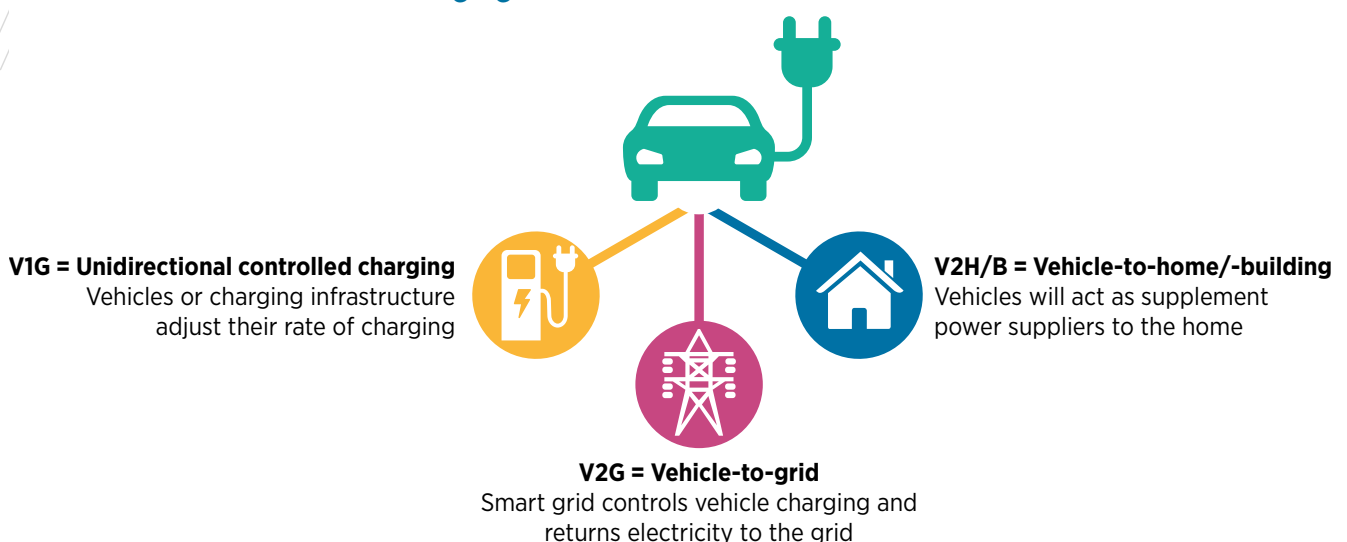 V1G = Unidirectional controlled charging
Vehicles or charging infrastructure
adjust their rate of charging
V2H/B = Vehicle-to-home/-building
Vehicles will act as supplement
power suppliers to the home
V2G = Vehicle-to-grid
Smart grid controls vehicle charging and
returns electricity to the grid